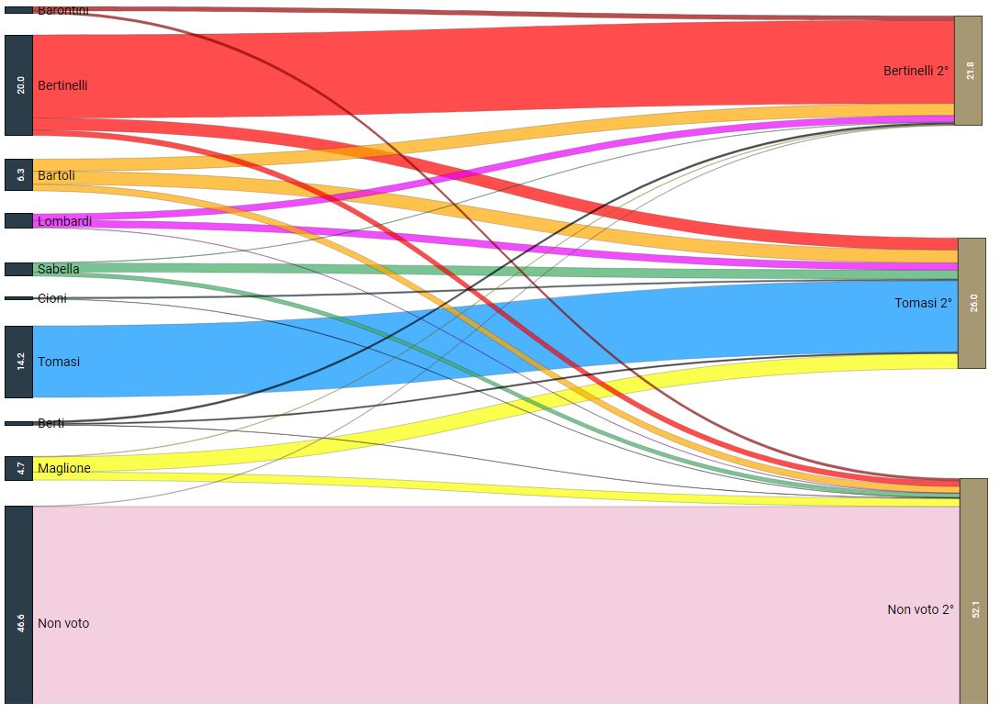 Barontini
20.0
Bertinelli
6.3
Bartoli
Lombardi
Sabella
Cioni
14.2
Tomasi
Berti
4.7
Maglione
46.6
Non voto
Bertinelli 2°
21.8
Tomasi 2°
26.0
Non voto 2°
52.1